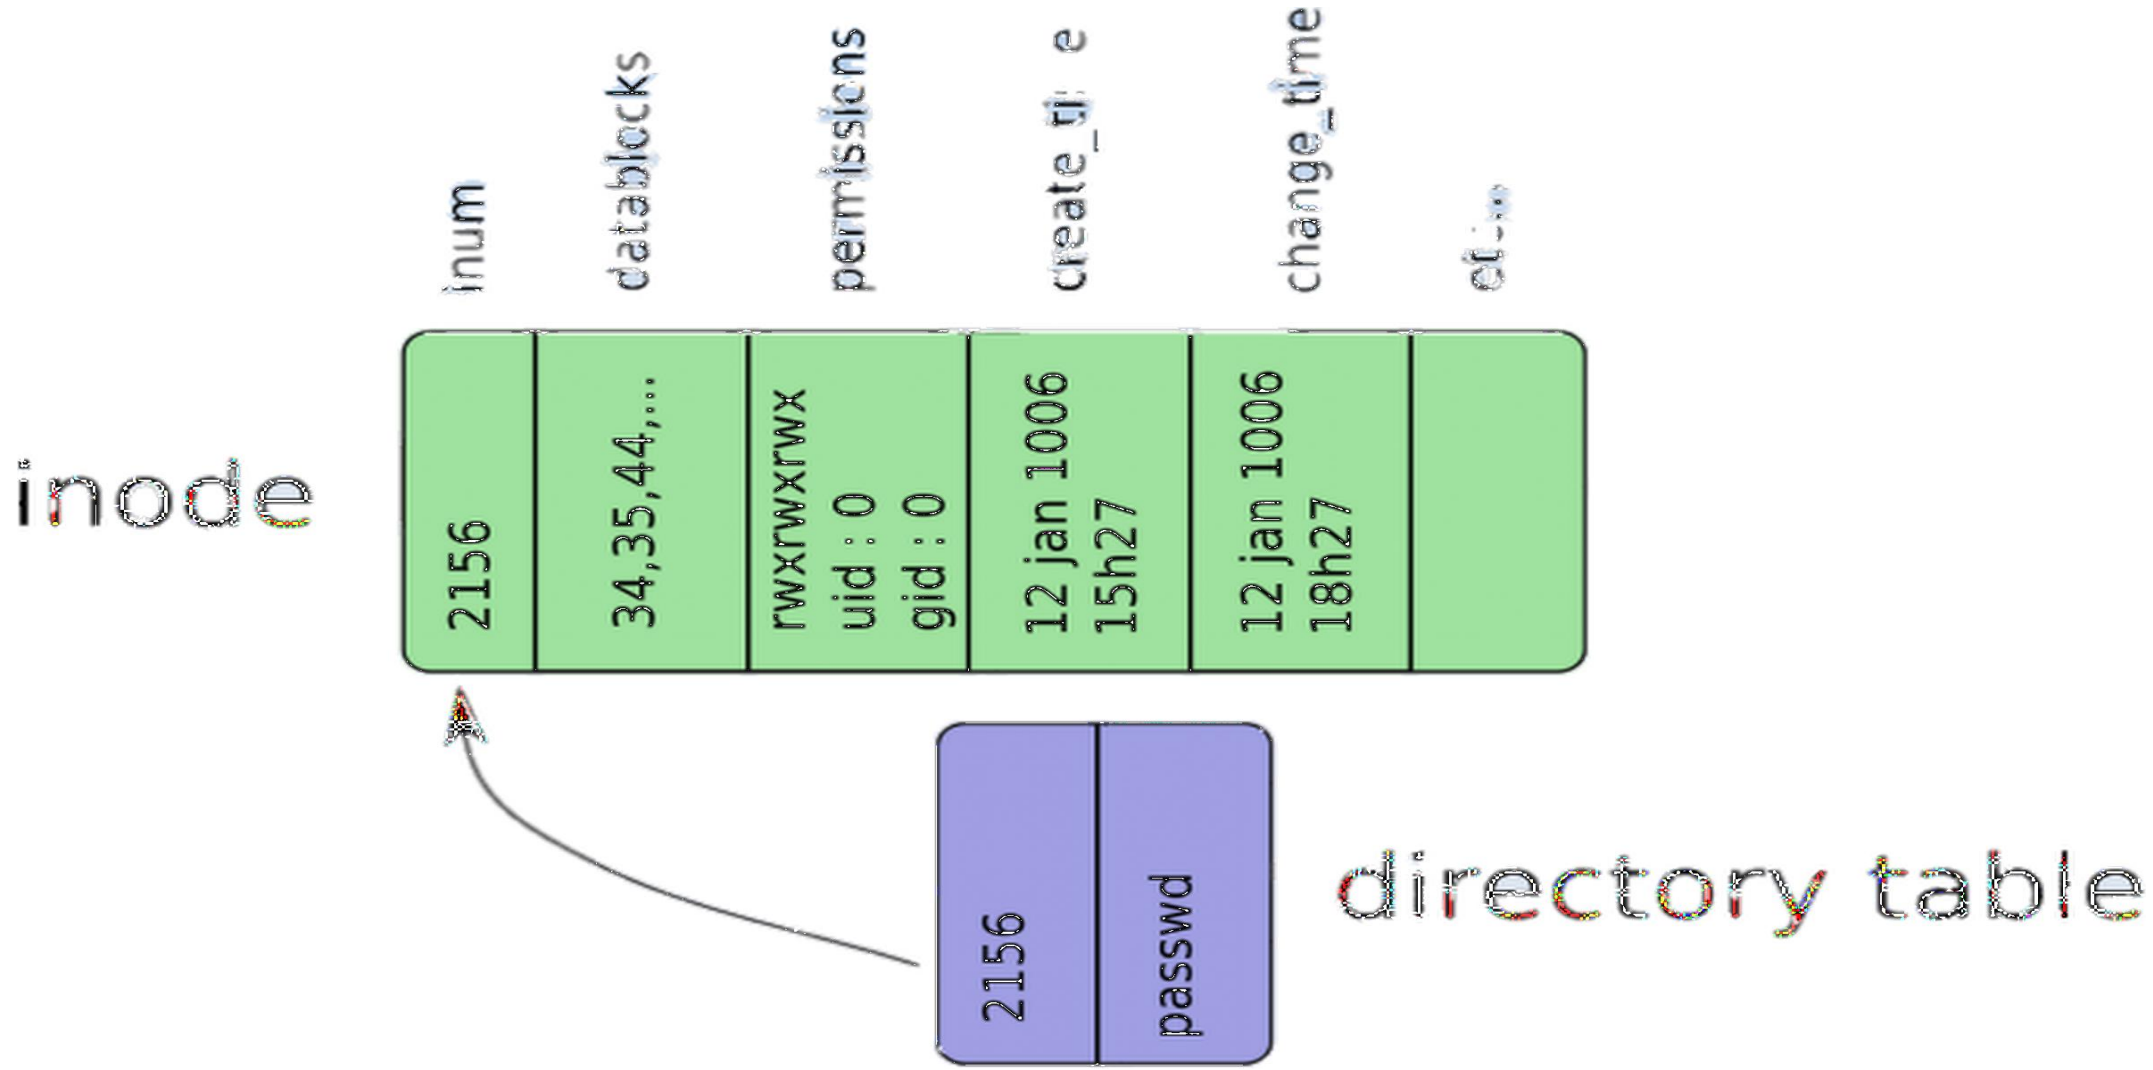 inum
datablocks
permissions
change_time
inode
2156
34,35,44,...
rwxrwxrwx
uid : 0
gid : 0
12 jan 1006
15h27
12 jan 1006
18h27
2156
passwd
directory table